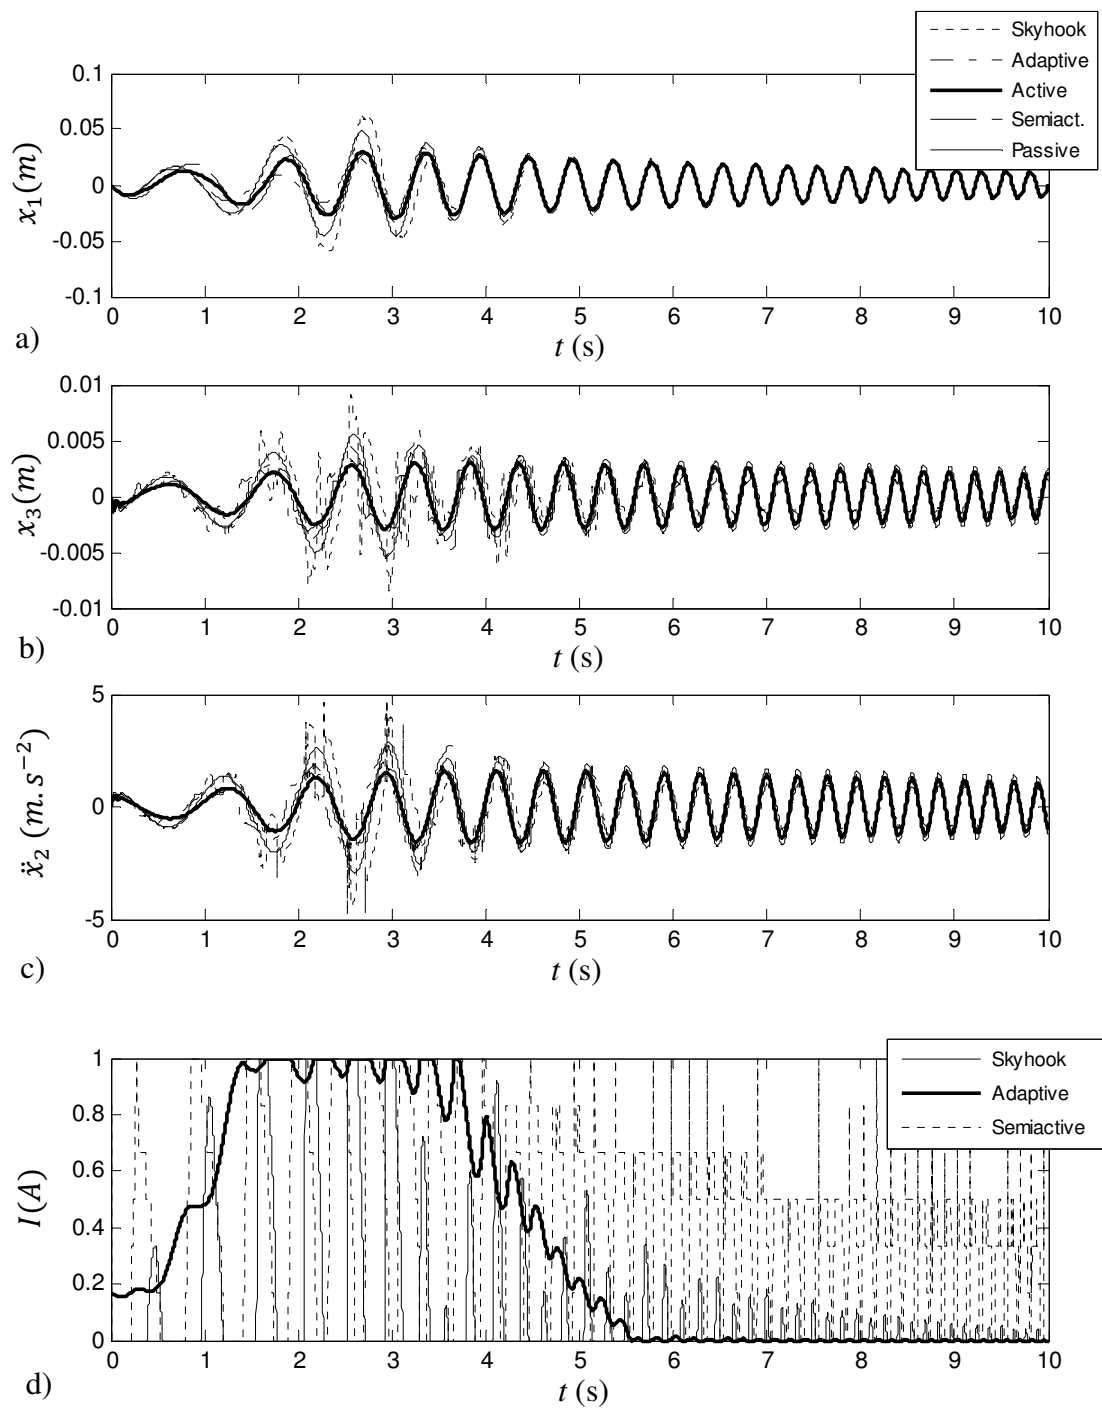 Skyhook
Adaptive
Active
Semiact.
Passive
0.1
0.05
0
-0.05
-0.1
x₁(m)
0 1 2 3 4 5 6 7 8 9 10
t (s)
a)
0.01
0.005
0
-0.005
-0.01
x₃(m)
0 1 2 3 4 5 6 7 8 9 10
t (s)
b)
5
0
-5
ẍ₂ (m.s⁻²)
0 1 2 3 4 5 6 7 8 9 10
t (s)
c)
Skyhook
Adaptive
Semiactive
1
0.8
0.6
0.4
0.2
0
I(A)
0 1 2 3 4 5 6 7 8 9 10
t (s)
d)